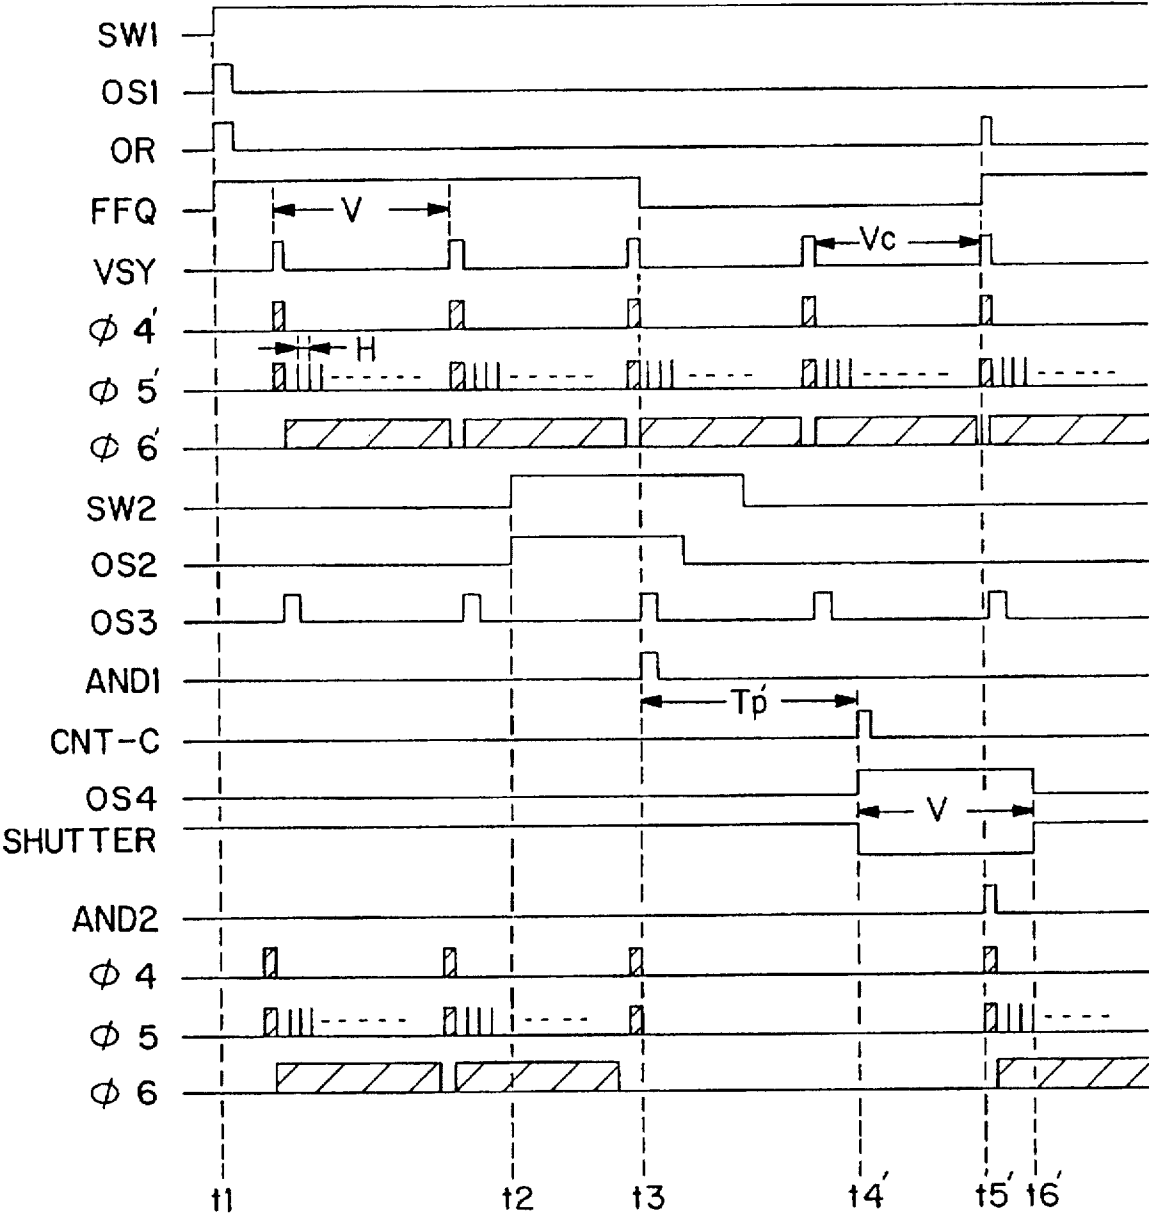 SW1
OS1
OR
FFQ
V
VSY
Vc
Φ 4′
H
Φ 5′
Φ 6′
SW2
OS2
OS3
AND1
Tp′
CNT-C
OS4
V
SHUTTER
AND2
Φ 4
Φ 5
Φ 6
t1 t2 t3 t4′ t5′ t6′